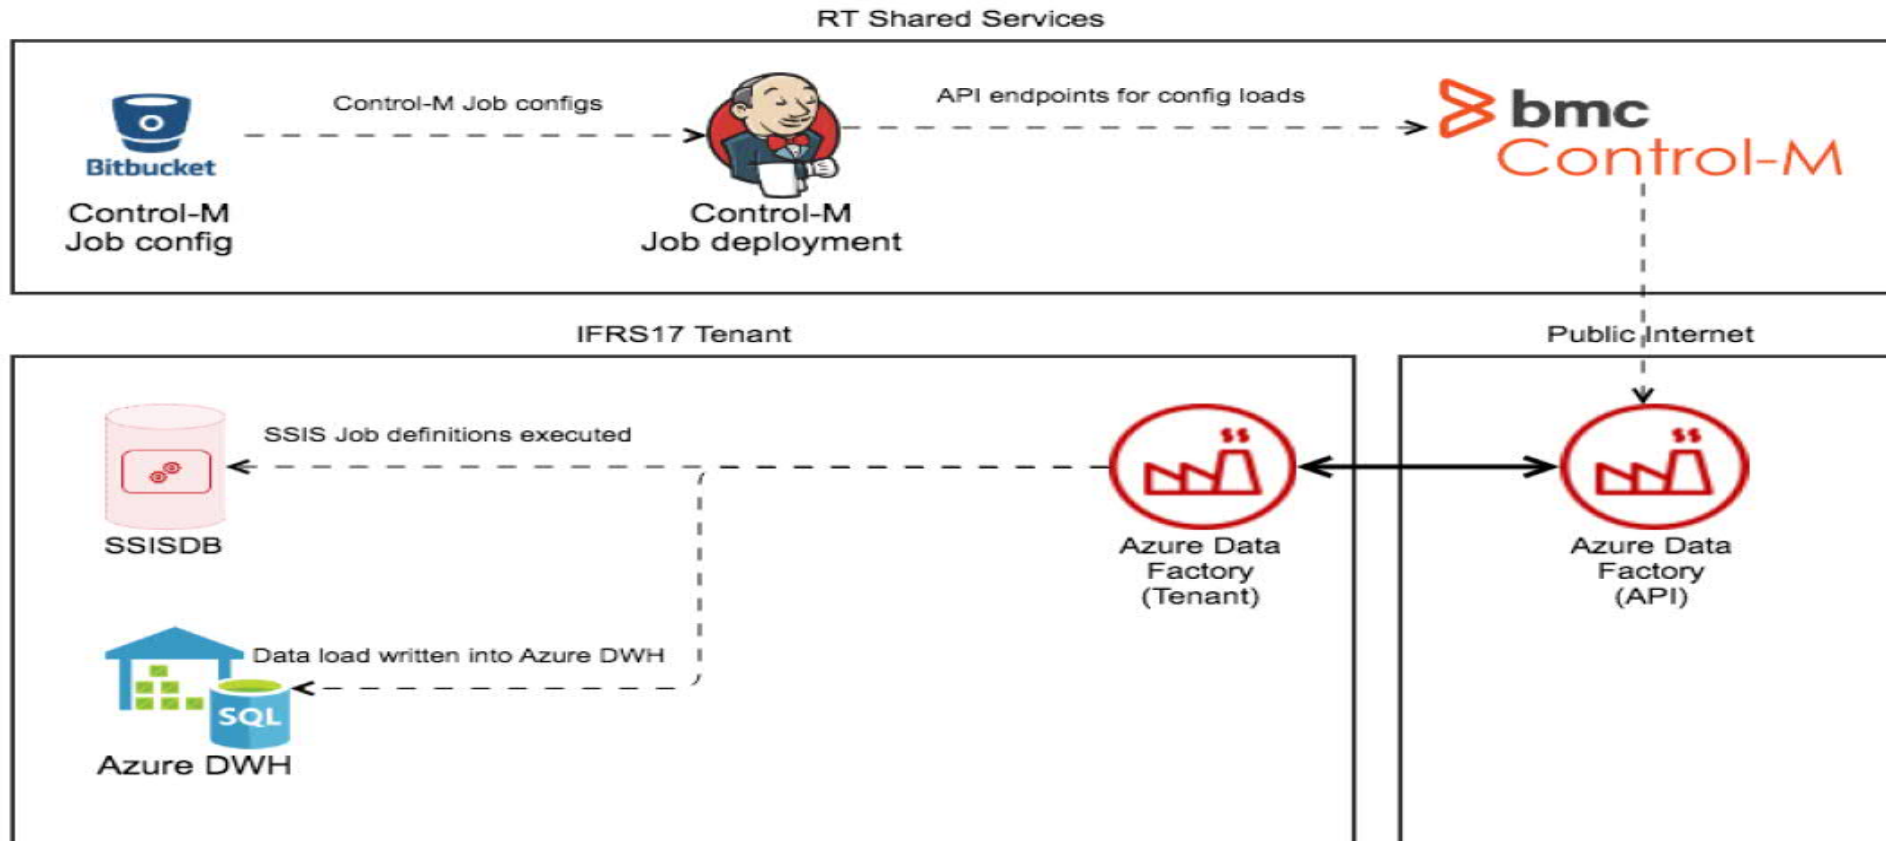 RT Shared Services
Control-M Job configs
API endpoints for config loads
bmc
Control-M
Bitbucket
Control-M
Job config
Control-M
Job deployment
IFRS17 Tenant
Public Internet
SSIS Job definitions executed
$$
$$
SSISDB
Azure Data
Factory
(Tenant)
Azure Data
Factory
(API)
Data load written into Azure DWH
SQL
Azure DWH